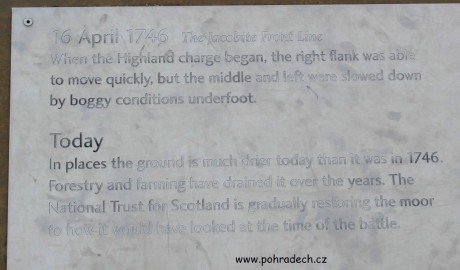 16 April 1746 The Jacobite Front Line
When the Highland charge began, the right flank was able
to move quickly, but the middle and left were slowed down
by boggy conditions underfoot.
Today
In places the ground is much drier today than it was in 1746.
Forestry and farming have drained it over the years. The
National Trust for Scotland is gradually restoring the moor
to how it would have looked at the time of the battle.
www.pohradech.cz